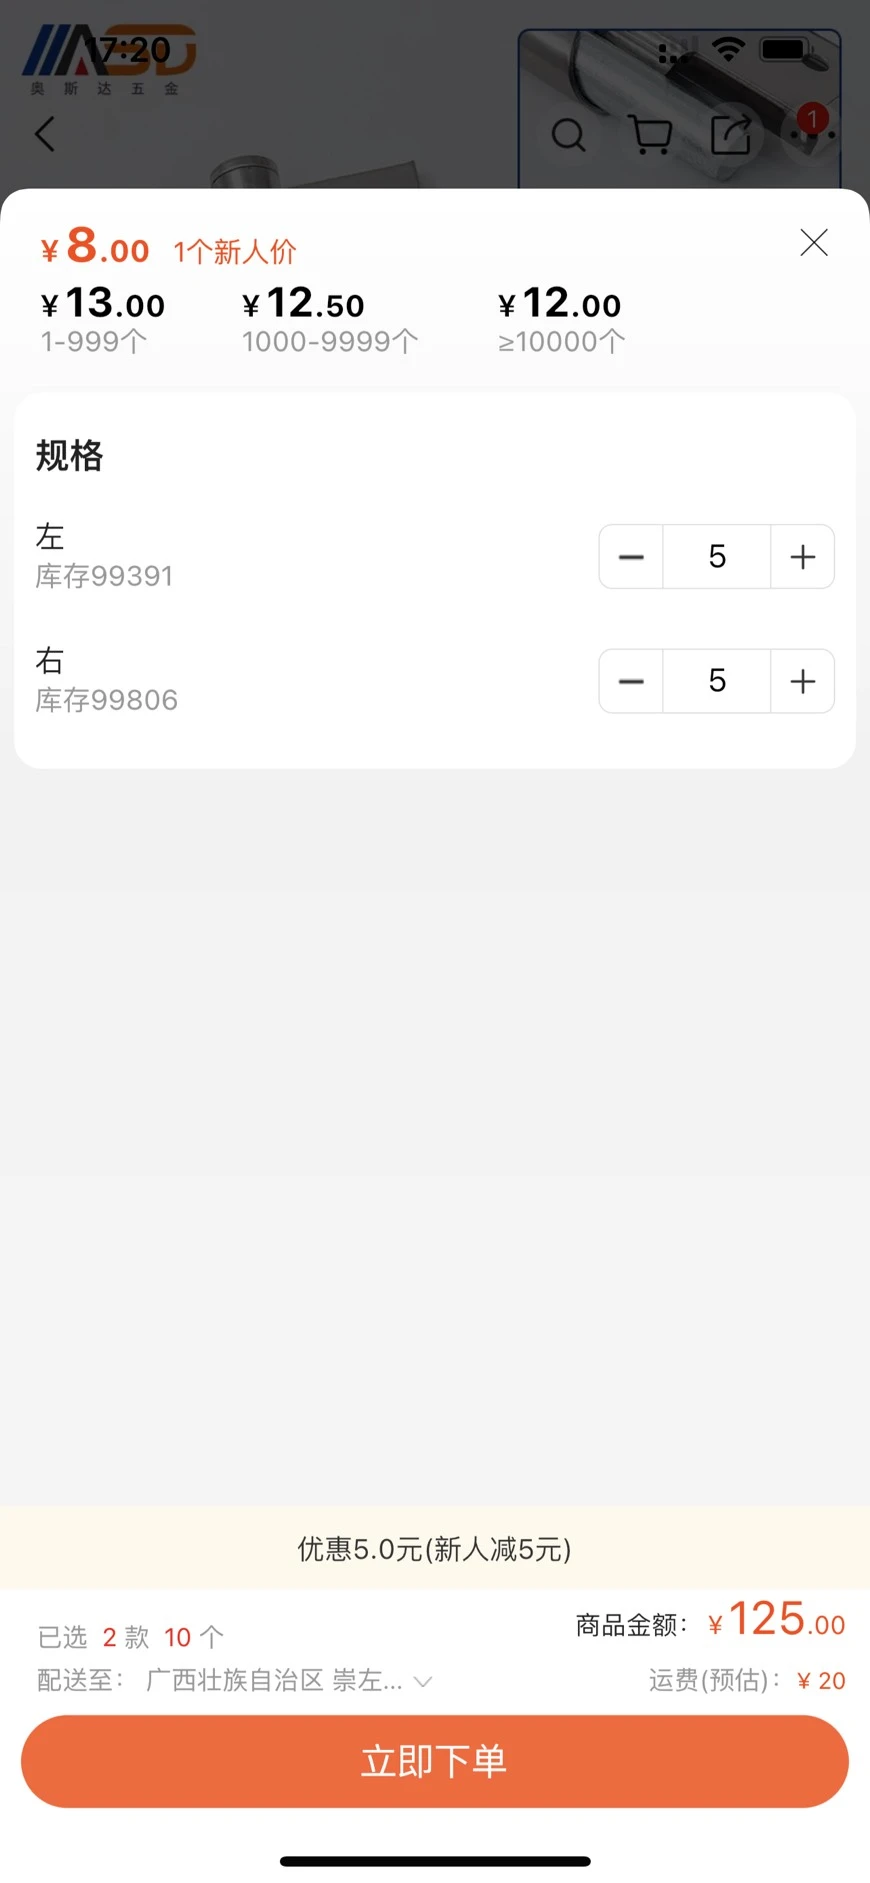 17:20
ASD
奥斯达五金
1
¥8.00 1个新人价
¥13.00 ¥12.50 ¥12.00
1-999个 1000-9999个 ≥10000个
规格
左
库存99391
5
右
库存99806
5
优惠5.0元(新人减5元)
已选 2 款 10 个
商品金额：¥125.00
配送至：广西壮族自治区 崇左...
运费(预估)：¥20
立即下单